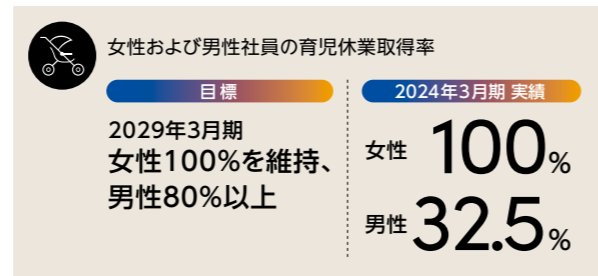 女性および男性社員の育児休業取得率
目標
2029年3月期
女性100%を維持、
男性80%以上
2024年3月期 実績
女性 100%
男性 32.5%